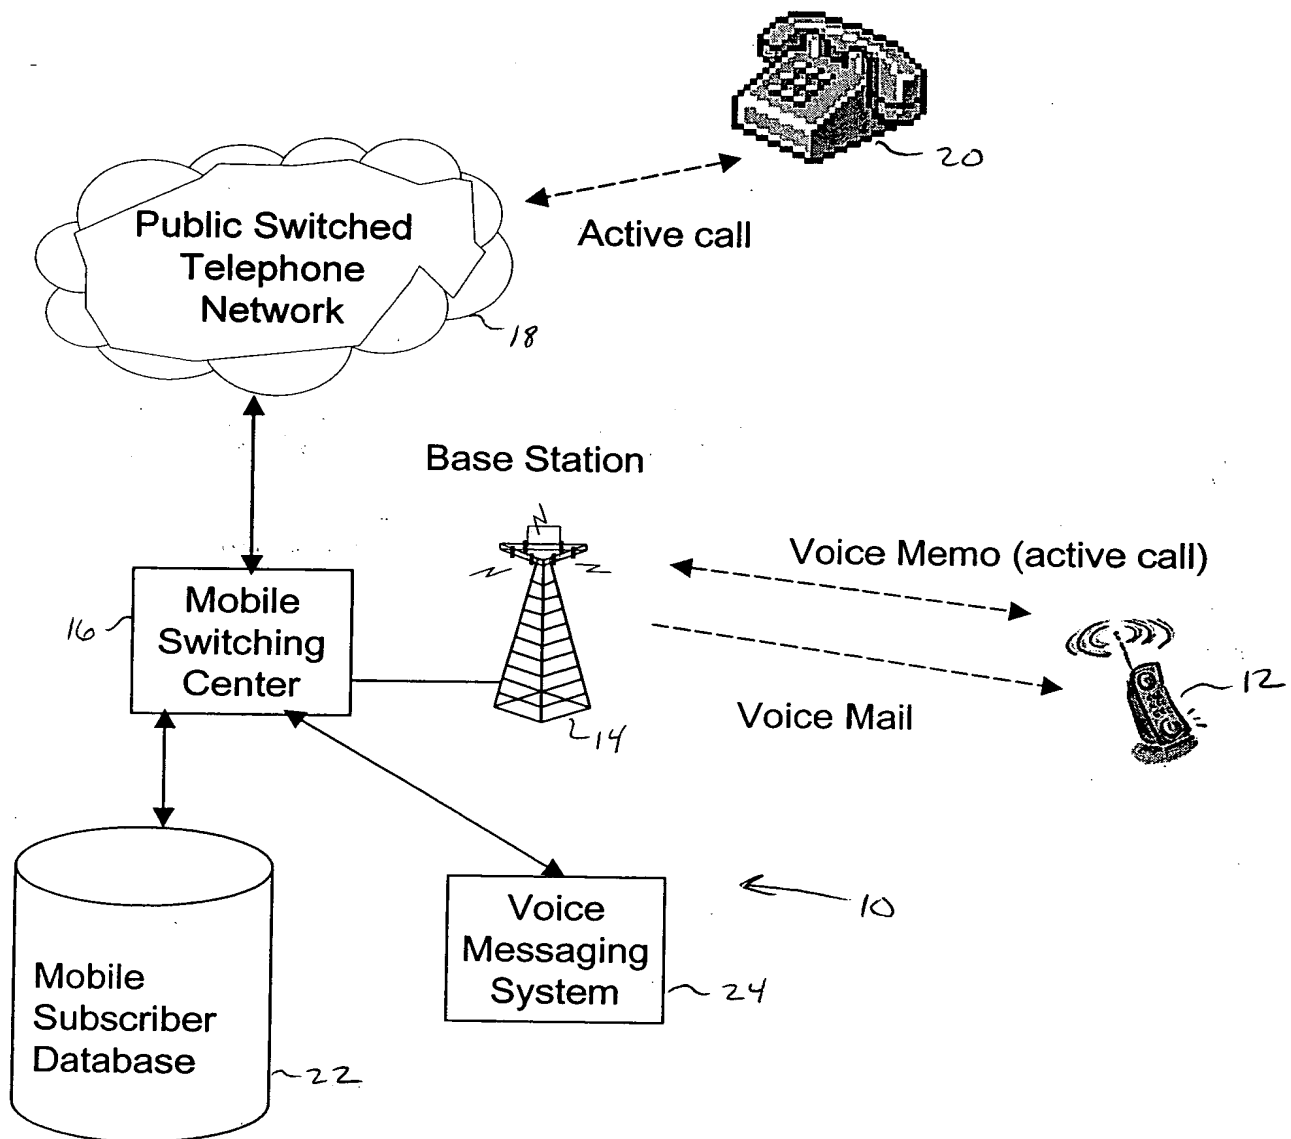 20
Active call
Public Switched
Telephone
Network
18
Base Station
Voice Memo (active call)
16
Mobile
Switching
Center
12
Voice Mail
14
10
Voice
Messaging
System
24
Mobile
Subscriber
Database
22